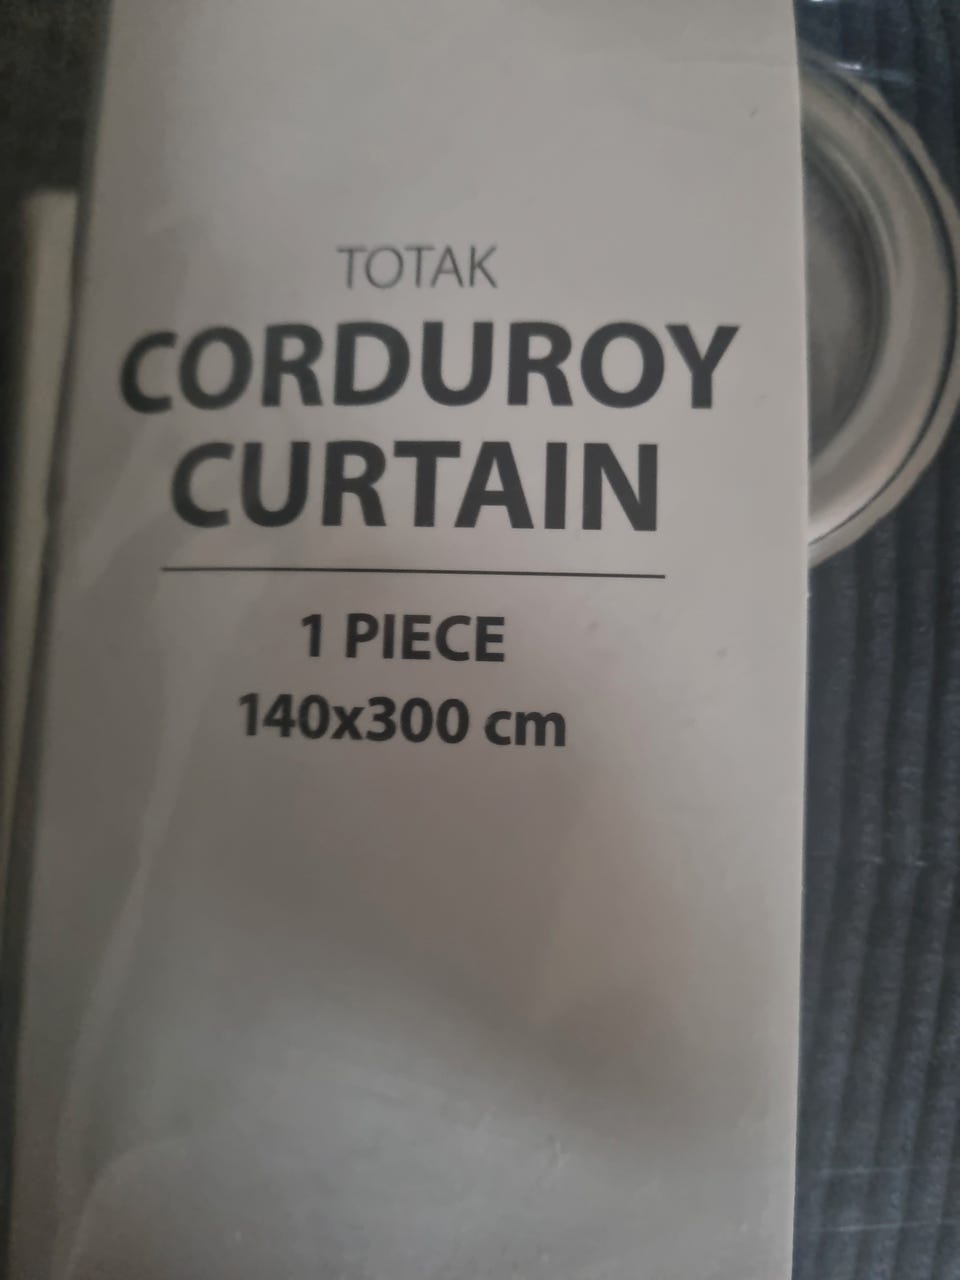 TOTAK
CORDUROY
CURTAIN
1 PIECE
140x300 cm